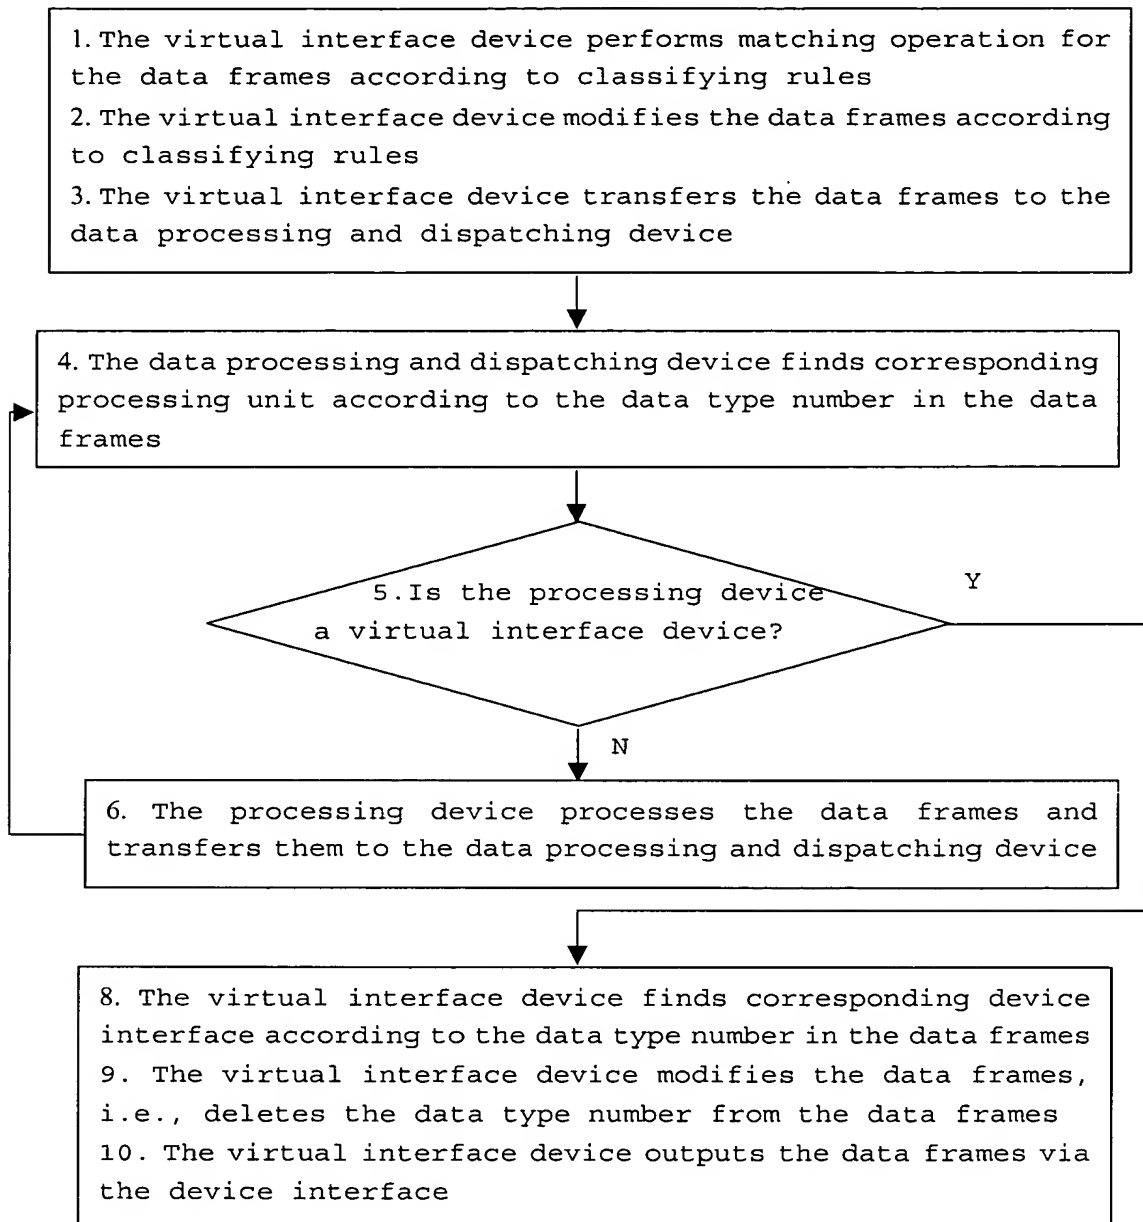 1. The virtual interface device performs matching operation for
the data frames according to classifying rules
2. The virtual interface device modifies the data frames according
to classifying rules
3. The virtual interface device transfers the data frames to the
data processing and dispatching device
4. The data processing and dispatching device finds corresponding
processing unit according to the data type number in the data
frames
5.Is the processing device
a virtual interface device?
Y
N
6. The processing device processes the data frames and
transfers them to the data processing and dispatching device
8. The virtual interface device finds corresponding device
interface according to the data type number in the data frames
9. The virtual interface device modifies the data frames,
i.e., deletes the data type number from the data frames
10. The virtual interface device outputs the data frames via
the device interface